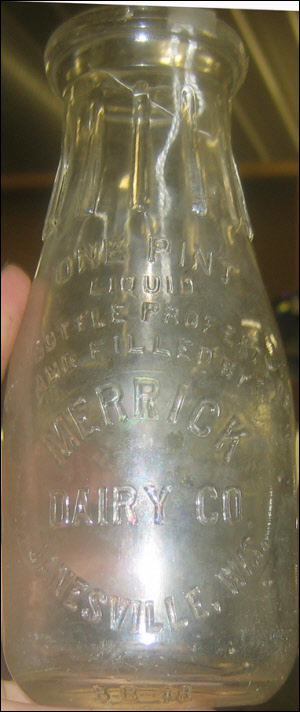 ONE PINT
LIQUID
BOTTLE PROTECTED
AND FILLED BY
MERRICK
DAIRY CO
JANESVILLE, WIS.